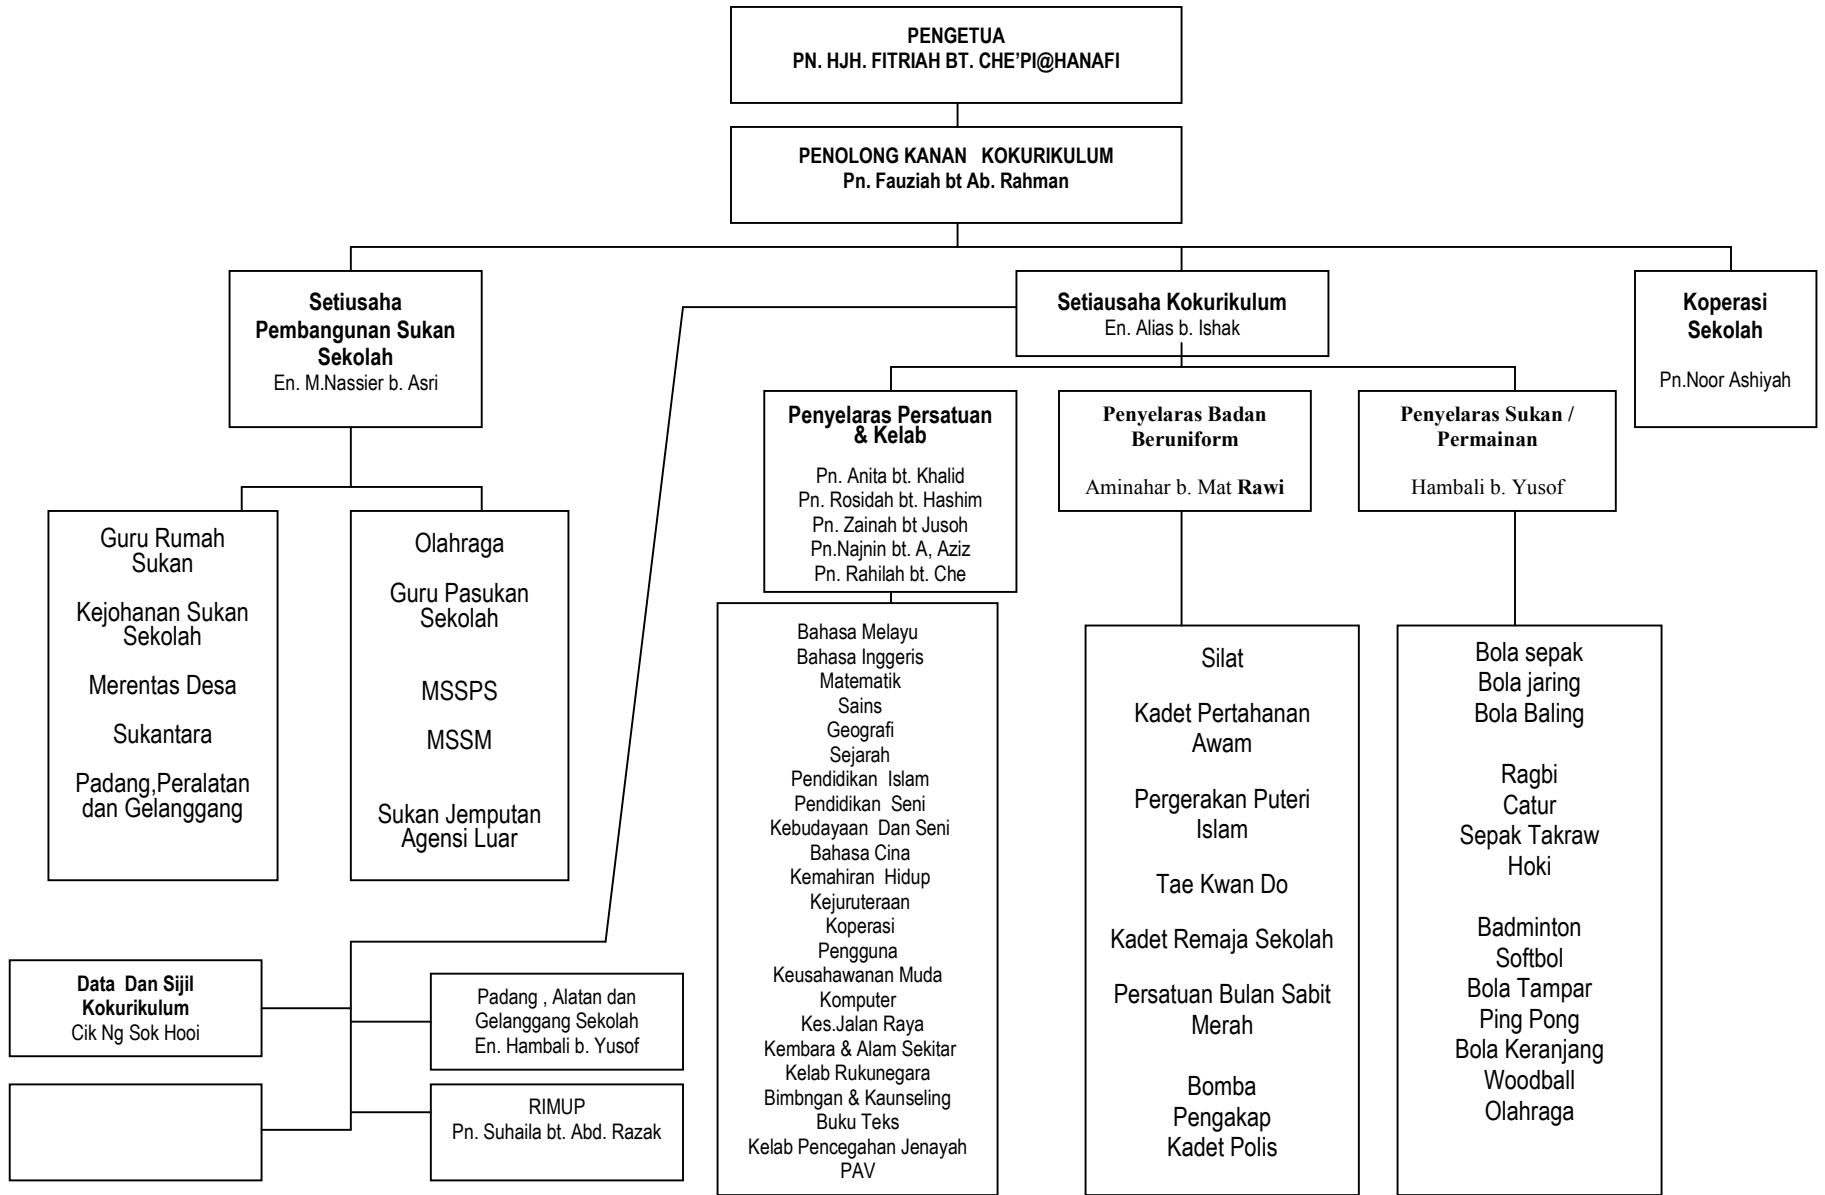 PENGETUA
PN. HJH. FITRIAH BT. CHE'PI@HANAFI
PENOLONG KANAN KOKURIKULUM
Pn. Fauziah bt Ab. Rahman
Setiusaha
Pembangunan Sukan
Sekolah
En. M.Nassier b. Asri
Setiausaha Kokurikulum
En. Alias b. Ishak
Koperasi
Sekolah
Pn.Noor Ashiyah
Penyelaras Persatuan
& Kelab
Pn. Anita bt. Khalid
Pn. Rosidah bt. Hashim
Pn. Zainah bt Jusoh
Pn.Najnin bt. A, Aziz
Pn. Rahilah bt. Che
Penyelaras Badan
Beruniform
Aminahar b. Mat Rawi
Penyelaras Sukan /
Permainan
Hambali b. Yusof
Guru Rumah
Sukan
Kejohanan Sukan
Sekolah
Merentas Desa
Sukantara
Padang,Peralatan
dan Gelanggang
Olahraga
Guru Pasukan
Sekolah
MSSPS
MSSM
Sukan Jemputan
Agensi Luar
Bahasa Melayu
Bahasa Inggeris
Matematik
Sains
Geografi
Sejarah
Pendidikan Islam
Pendidikan Seni
Kebudayaan Dan Seni
Bahasa Cina
Kemahiran Hidup
Kejuruteraan
Koperasi
Pengguna
Keusahawanan Muda
Komputer
Kes.Jalan Raya
Kembara & Alam Sekitar
Kelab Rukunegara
Bimbngan & Kaunseling
Buku Teks
Kelab Pencegahan Jenayah
PAV
Silat
Kadet Pertahanan
Awam
Pergerakan Puteri
Islam
Tae Kwan Do
Kadet Remaja Sekolah
Persatuan Bulan Sabit
Merah
Bomba
Pengakap
Kadet Polis
Bola sepak
Bola jaring
Bola Baling
Ragbi
Catur
Sepak Takraw
Hoki
Badminton
Softbol
Bola Tampar
Ping Pong
Bola Keranjang
Woodball
Olahraga
Data Dan Sijil
Kokurikulum
Cik Ng Sok Hooi
Padang , Alatan dan
Gelanggang Sekolah
En. Hambali b. Yusof
RIMUP
Pn. Suhaila bt. Abd. Razak